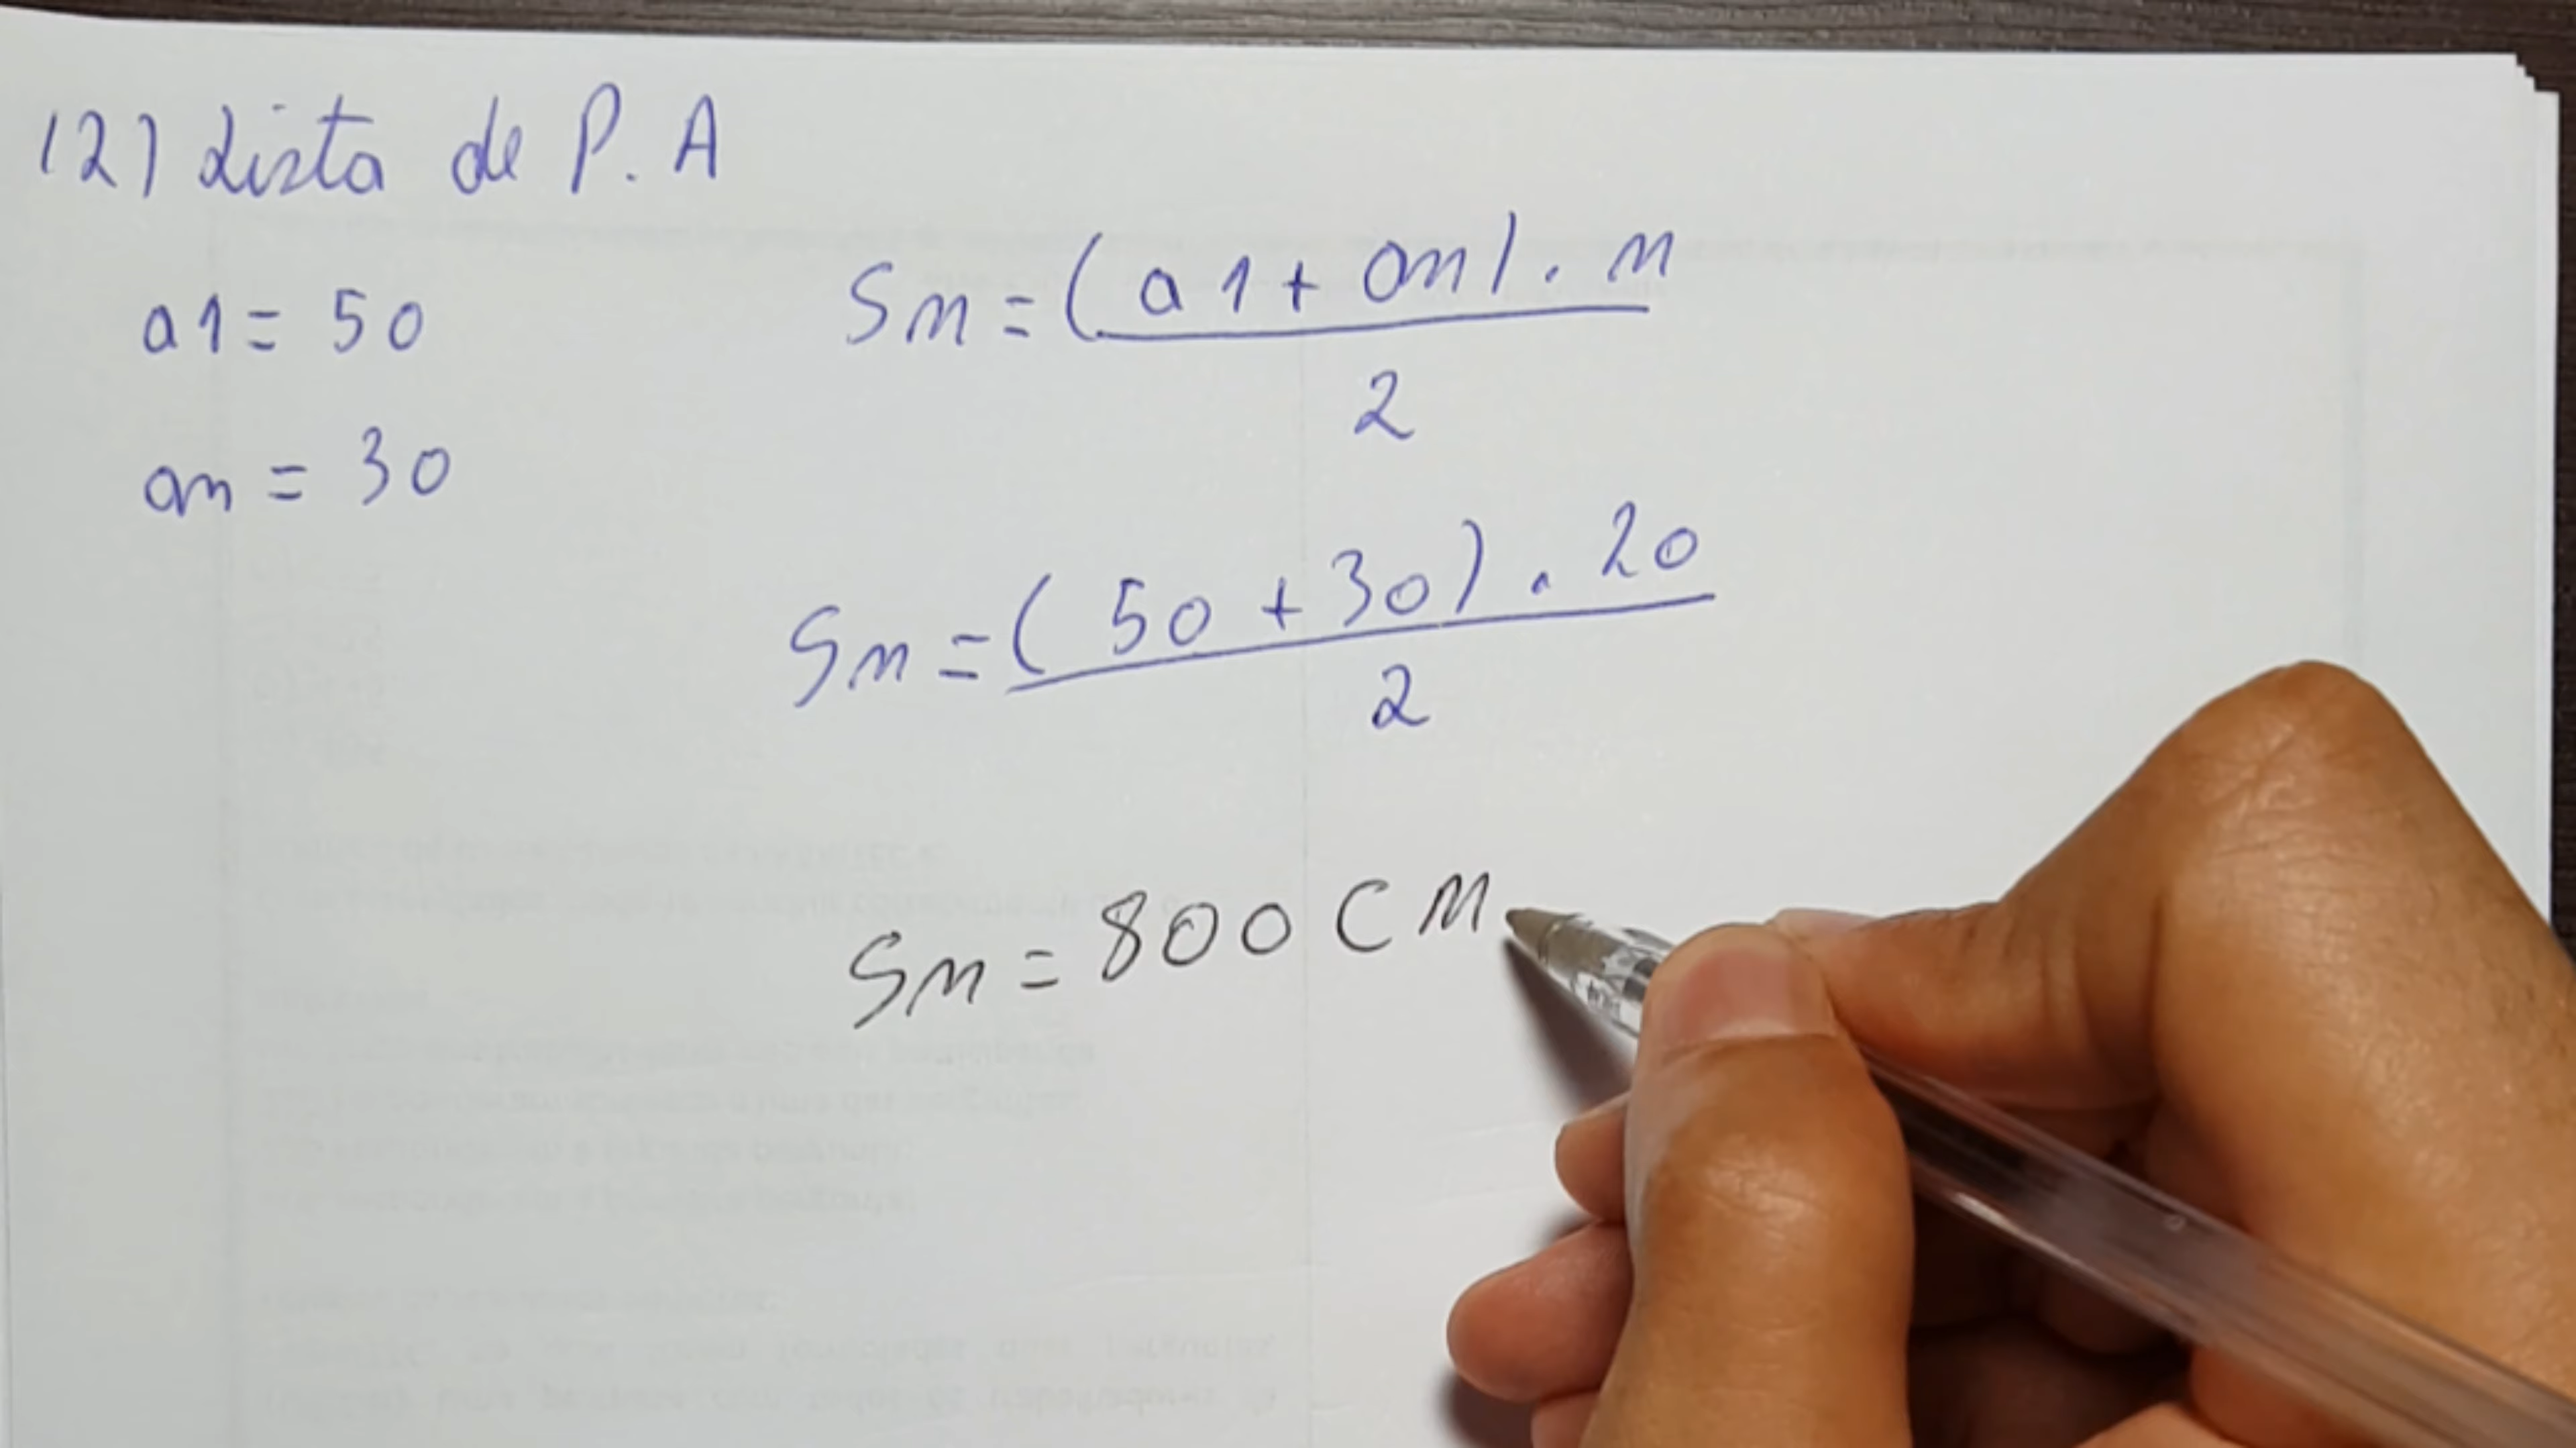 12) Lista de P. A
a1 = 50
an = 30
Sn = (a1 + an) . n
2
Sn = (50 + 30) . 20
2
Sn = 800 CM